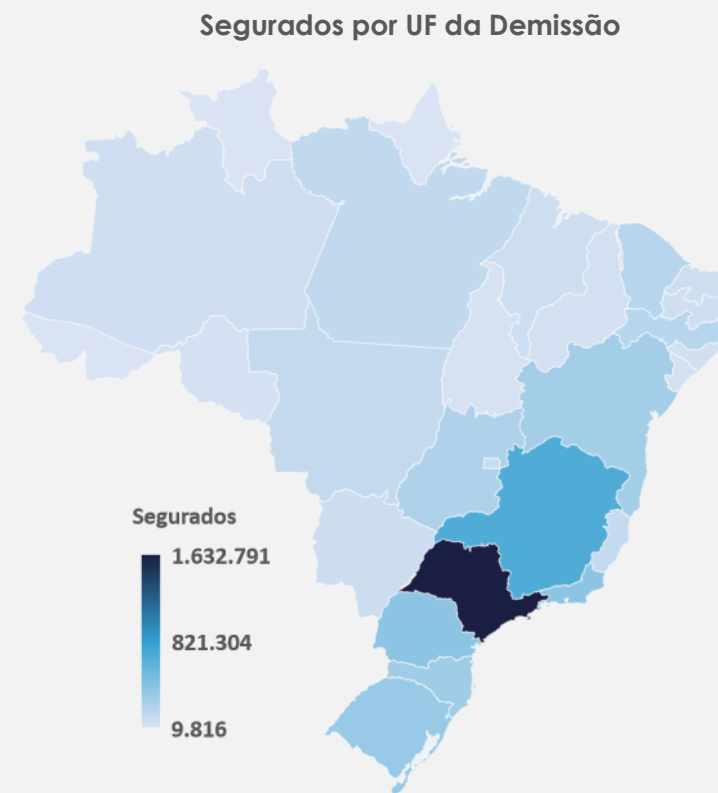 Segurados por UF da Demissão
Segurados
1.632.791
821.304
9.816